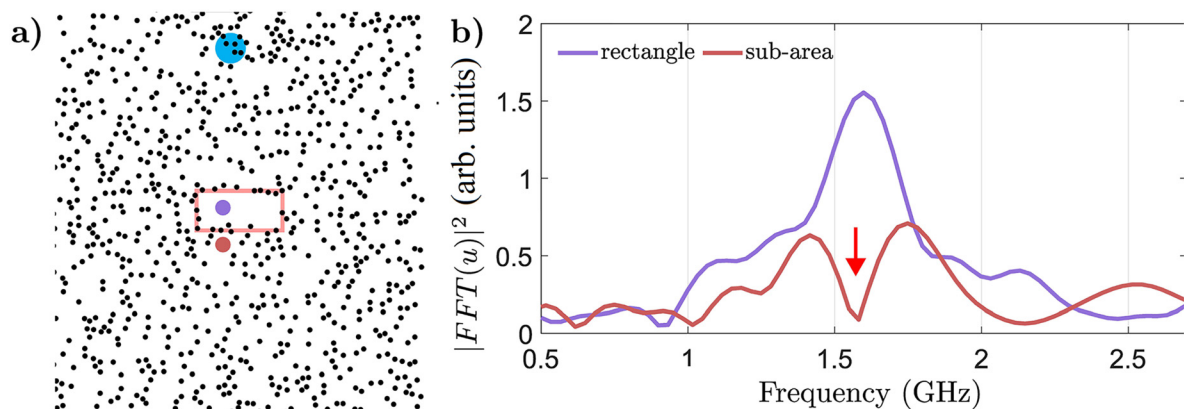 a)
b)
|FFT(u)|² (arb. units)
2
1.5
1
0.5
0
rectangle sub-area
0.5 1 1.5 2 2.5
Frequency (GHz)